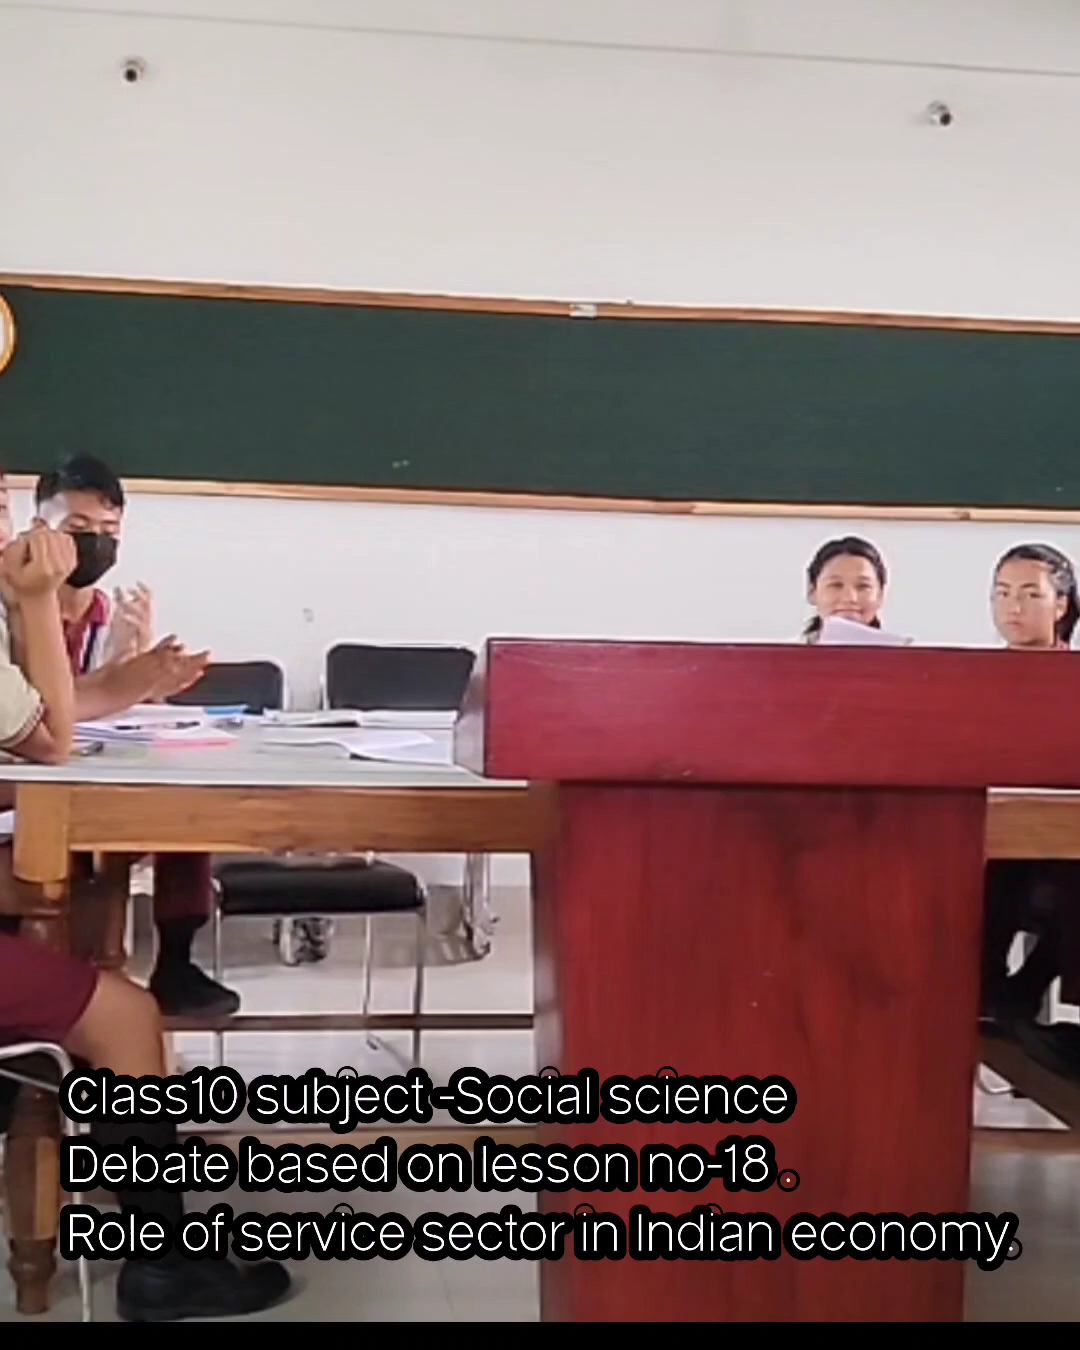 Class10 subject -Social science
Debate based on lesson no-18.
Role of service sector in Indian economy.